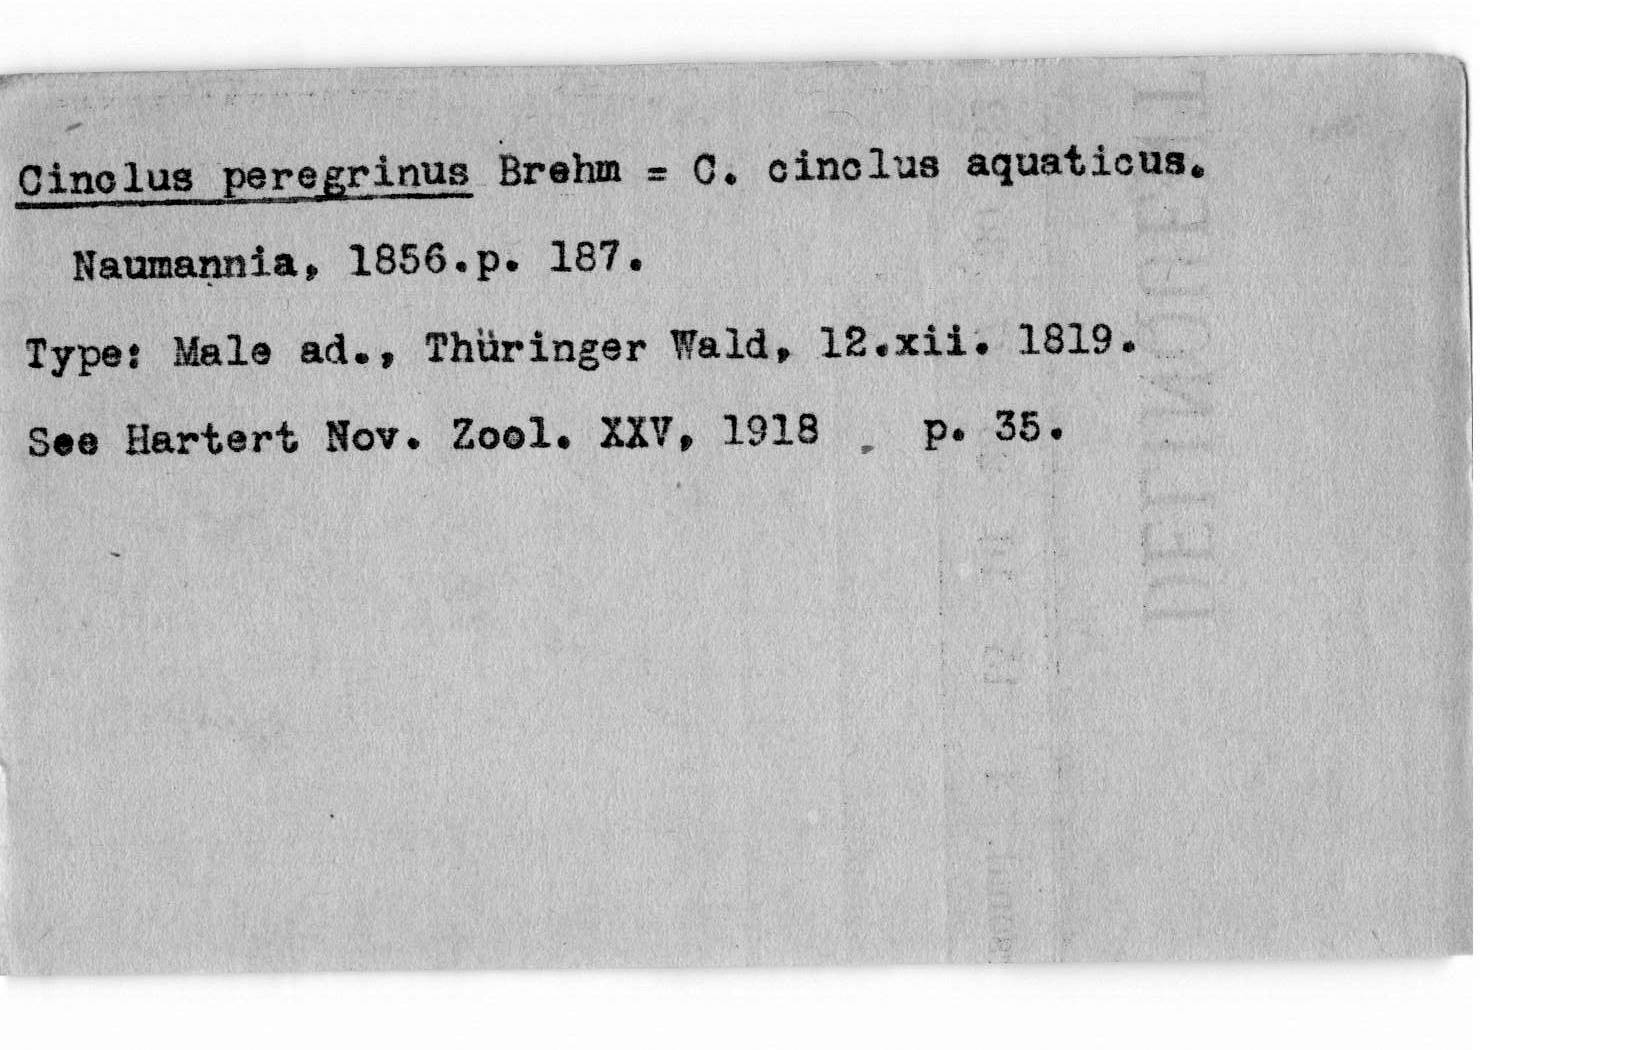 Cinclus peregrinus Brehm = C. cinclus aquaticus.
Naumannia, 1856.p. 187.
Type: Male ad., Thüringer Wald, 12.xii. 1819.
See Hartert Nov. Zool. XXV, 1918 , p. 35.